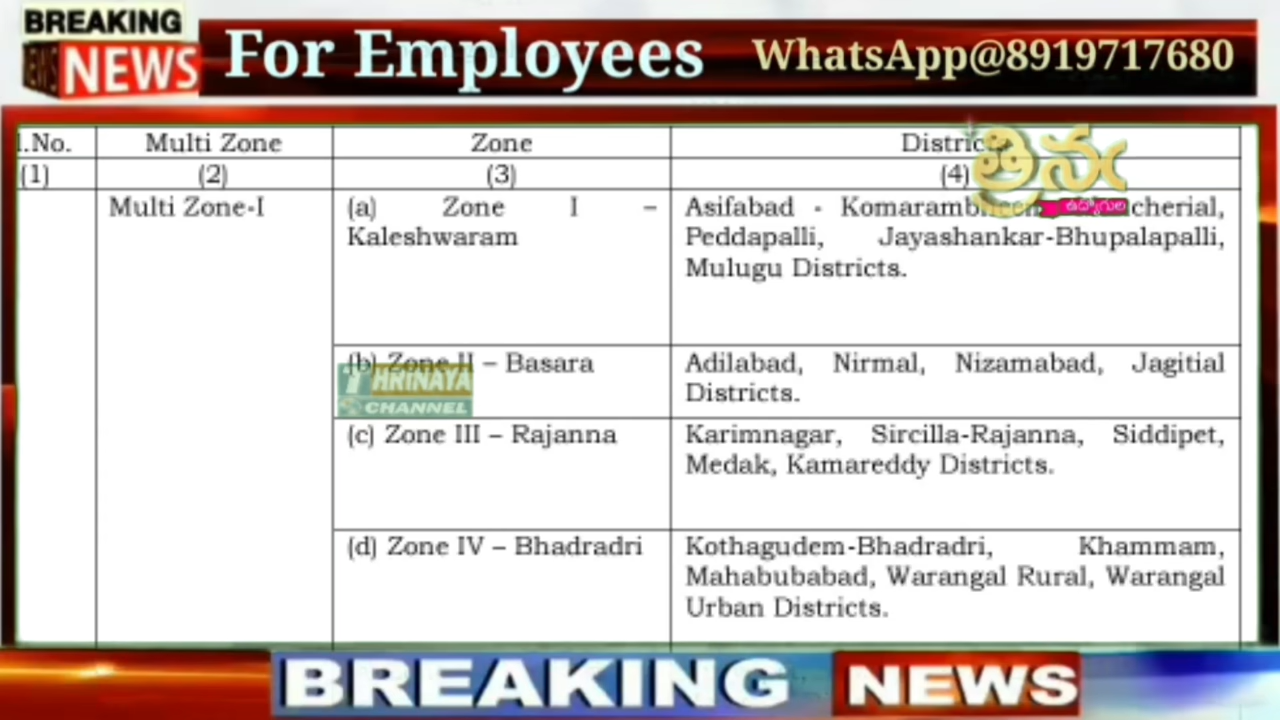 BREAKING
NEWS
For Employees
WhatsApp@8919717680
.No. Multi Zone Zone
(1) (2) (3) (4)
త్రినయ
ఉద్యోగుల
Multi Zone-I (a) Zone I – Asifabad - cherial,
Kaleshwaram Peddapalli, Jayashankar-Bhupalapalli,
Mulugu Districts.
(b) Zone II – Basara Adilabad, Nirmal, Nizamabad, Jagitial
THRINAYA
Districts.
CHANNEL
(c) Zone III – Rajanna Karimnagar, Sircilla-Rajanna, Siddipet,
Medak, Kamareddy Districts.
(d) Zone IV – Bhadradri Kothagudem-Bhadradri, Khammam,
Mahabubabad, Warangal Rural, Warangal
Urban Districts.
BREAKING NEWS